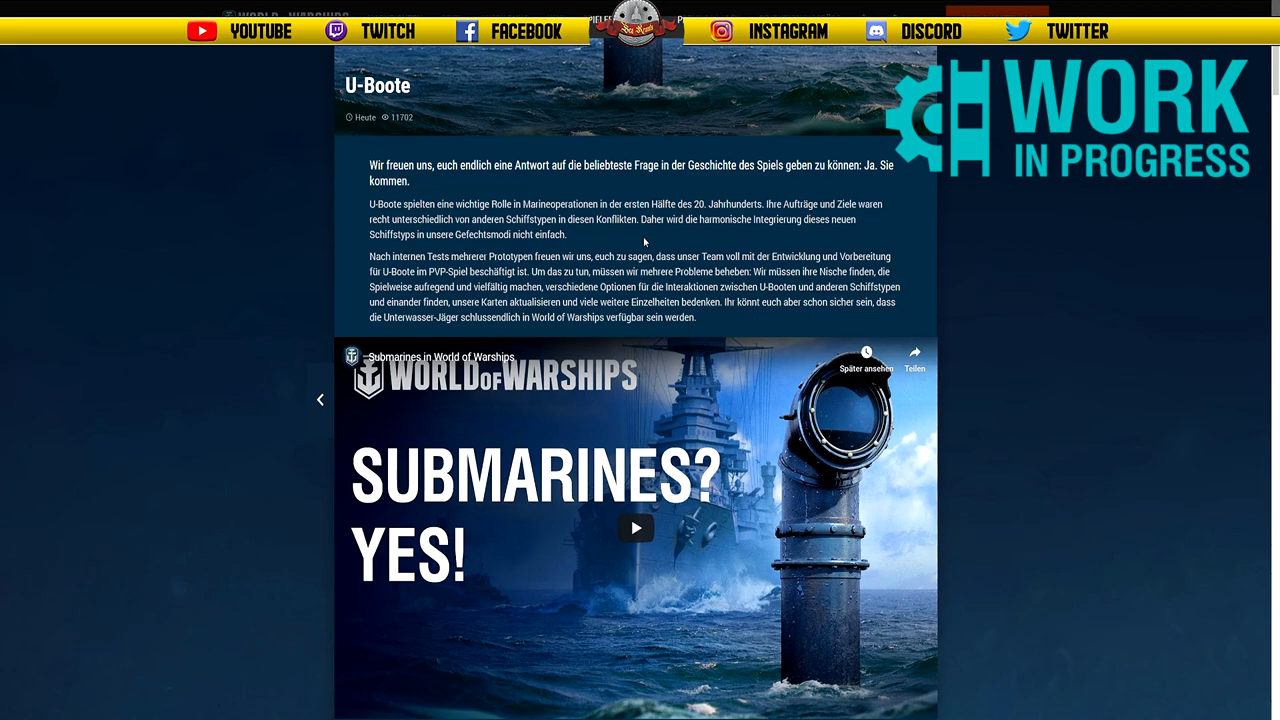 WORLD OF WARSHIPS
YOUTUBE TWITCH FACEBOOK Sea Rents INSTAGRAM DISCORD TWITTER
U-Boote
Heute 11702
WORK
IN PROGRESS
Wir freuen uns, euch endlich eine Antwort auf die beliebteste Frage in der Geschichte des Spiels geben zu können: Ja. Sie
kommen.
U-Boote spielten eine wichtige Rolle in Marineoperationen in der ersten Hälfte des 20. Jahrhunderts. Ihre Aufträge und Ziele waren
recht unterschiedlich von anderen Schiffstypen in diesen Konflikten. Daher wird die harmonische Integrierung dieses neuen
Schiffstyps in unsere Gefechtsmodi nicht einfach.
Nach internen Tests mehrerer Prototypen freuen wir uns, euch zu sagen, dass unser Team voll mit der Entwicklung und Vorbereitung
für U-Boote im PVP-Spiel beschäftigt ist. Um das zu tun, müssen wir mehrere Probleme beheben: Wir müssen ihre Nische finden, die
Spielweise aufregend und vielfältig machen, verschiedene Optionen für die Interaktionen zwischen U-Booten und anderen Schiffstypen
und einander finden, unsere Karten aktualisieren und viele weitere Einzelheiten bedenken. Ihr könnt euch aber schon sicher sein, dass
die Unterwasser-Jäger schlussendlich in World of Warships verfügbar sein werden.
Submarines in World of Warships
Später ansehen Teilen
WORLD OF WARSHIPS
SUBMARINES?
YES!